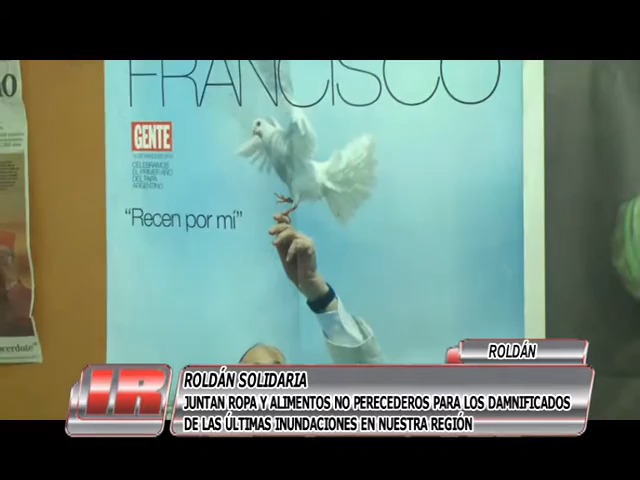 FRANCISCO
GENTE
CELEBRAMOS
EL PRIMER AÑO
DEL PAPA
ARGENTINO
"Recen por mí"
ROLDÁN
IR
ROLDÁN SOLIDARIA
JUNTAN ROPA Y ALIMENTOS NO PERECEDEROS PARA LOS DAMNIFICADOS
DE LAS ÚLTIMAS INUNDACIONES EN NUESTRA REGIÓN